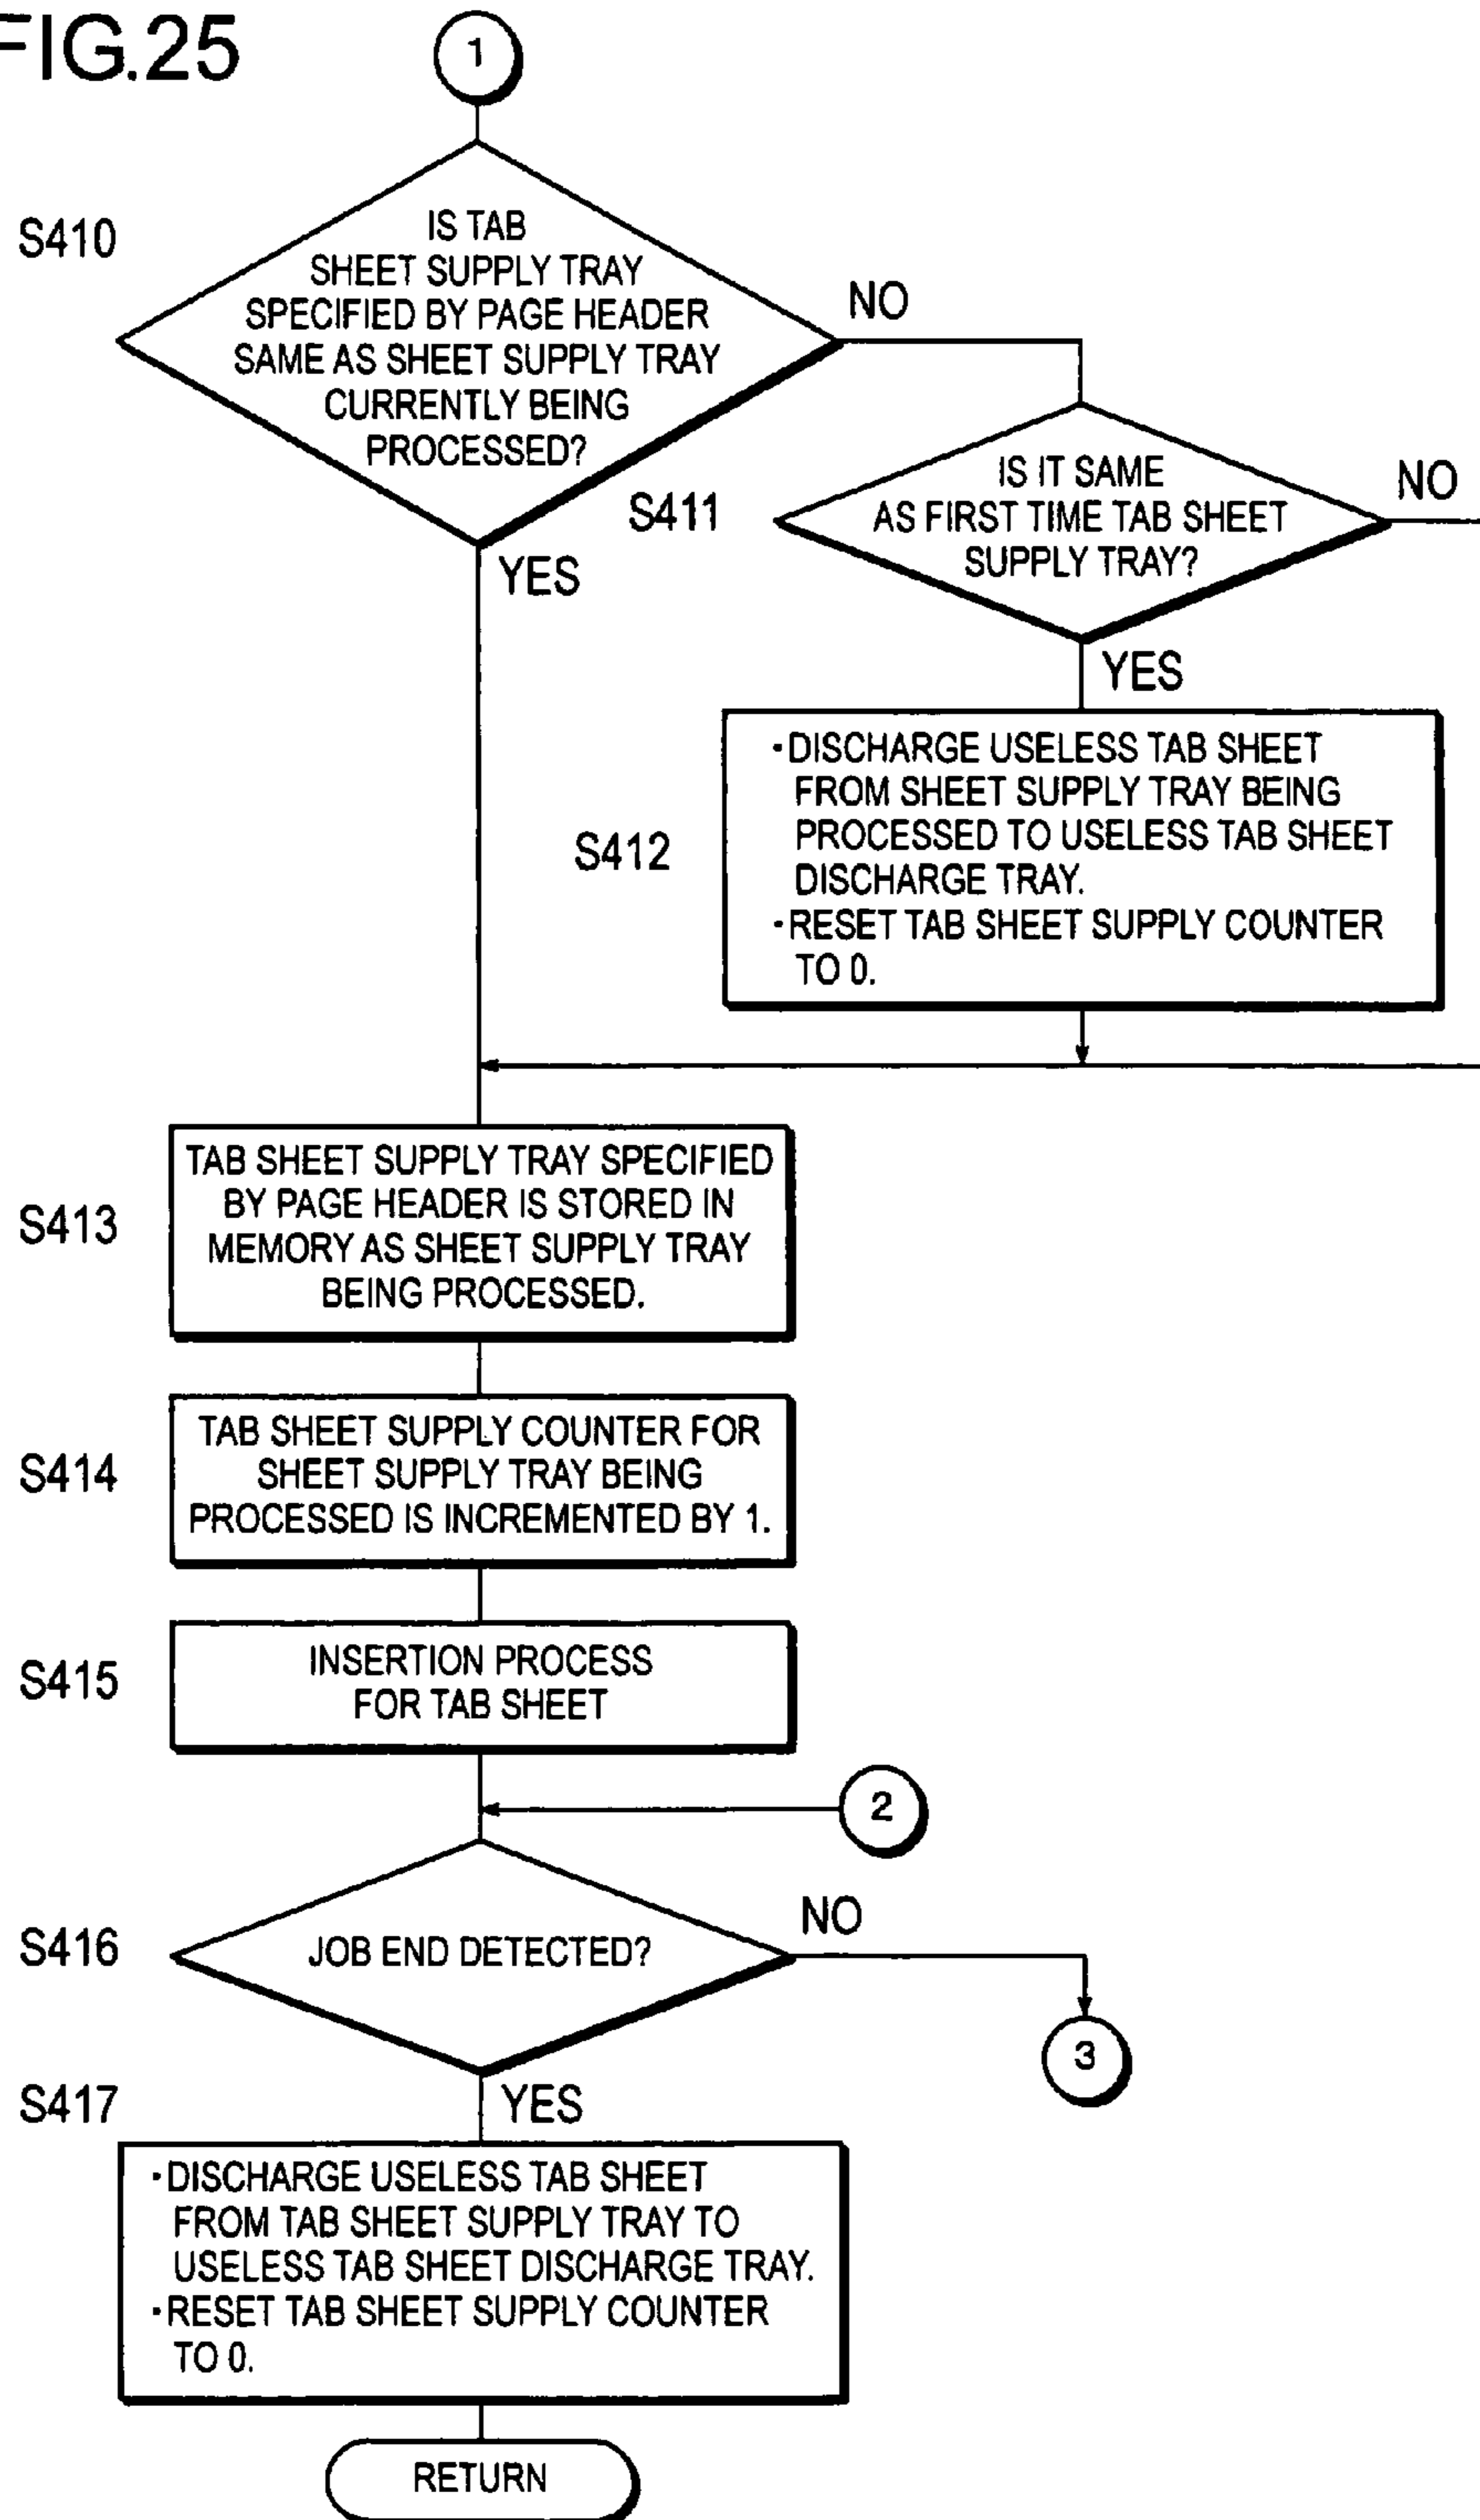 FIG.25
1
S410
IS TAB
SHEET SUPPLY TRAY
SPECIFIED BY PAGE HEADER
SAME AS SHEET SUPPLY TRAY
CURRENTLY BEING
PROCESSED?
NO
YES
S411
IS IT SAME
AS FIRST TIME TAB SHEET
SUPPLY TRAY?
NO
YES
S412
・DISCHARGE USELESS TAB SHEET
FROM SHEET SUPPLY TRAY BEING
PROCESSED TO USELESS TAB SHEET
DISCHARGE TRAY.
・RESET TAB SHEET SUPPLY COUNTER
TO 0.
S413
TAB SHEET SUPPLY TRAY SPECIFIED
BY PAGE HEADER IS STORED IN
MEMORY AS SHEET SUPPLY TRAY
BEING PROCESSED.
S414
TAB SHEET SUPPLY COUNTER FOR
SHEET SUPPLY TRAY BEING
PROCESSED IS INCREMENTED BY 1.
S415
INSERTION PROCESS
FOR TAB SHEET
2
S416
JOB END DETECTED?
NO
3
YES
S417
・DISCHARGE USELESS TAB SHEET
FROM TAB SHEET SUPPLY TRAY TO
USELESS TAB SHEET DISCHARGE TRAY.
・RESET TAB SHEET SUPPLY COUNTER
TO 0.
RETURN